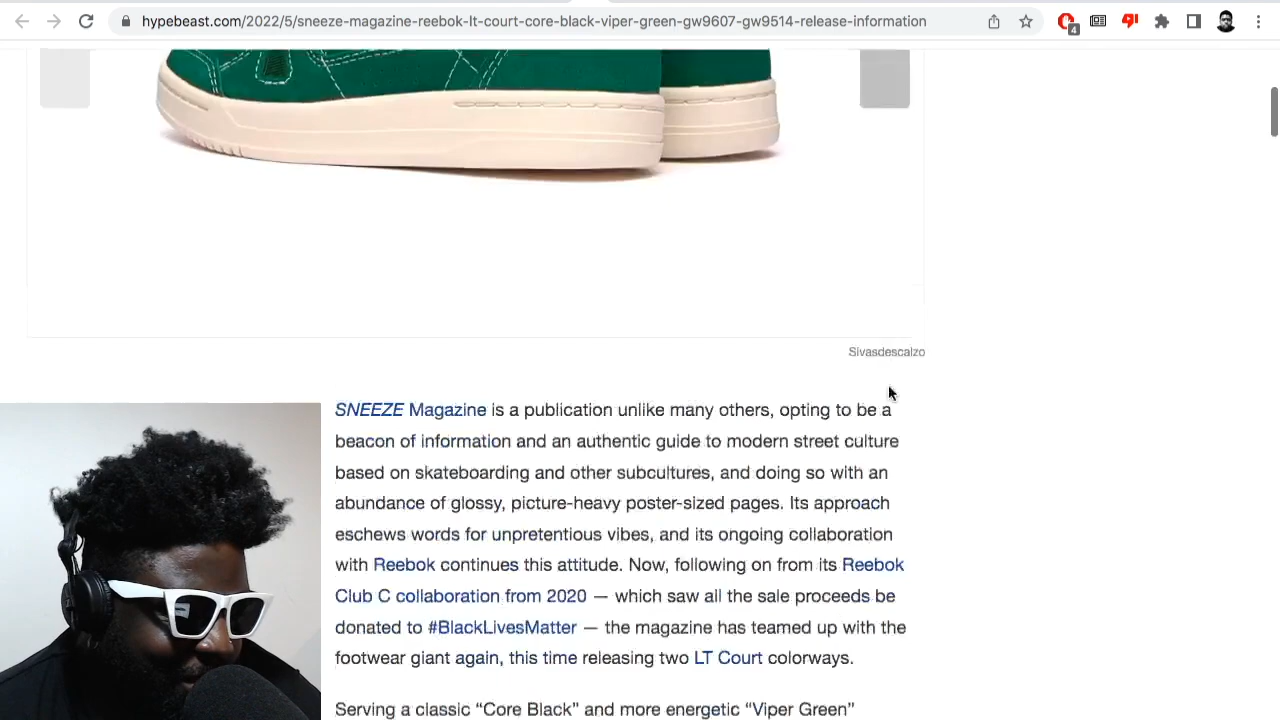 hypebeast.com/2022/5/sneeze-magazine-reebok-lt-court-core-black-viper-green-gw9607-gw9514-release-information
4
Sivasdescalzo
SNEEZE Magazine is a publication unlike many others, opting to be a
beacon of information and an authentic guide to modern street culture
based on skateboarding and other subcultures, and doing so with an
abundance of glossy, picture-heavy poster-sized pages. Its approach
eschews words for unpretentious vibes, and its ongoing collaboration
with Reebok continues this attitude. Now, following on from its Reebok
Club C collaboration from 2020 — which saw all the sale proceeds be
donated to #BlackLivesMatter — the magazine has teamed up with the
footwear giant again, this time releasing two LT Court colorways.
Serving a classic “Core Black” and more energetic “Viper Green”